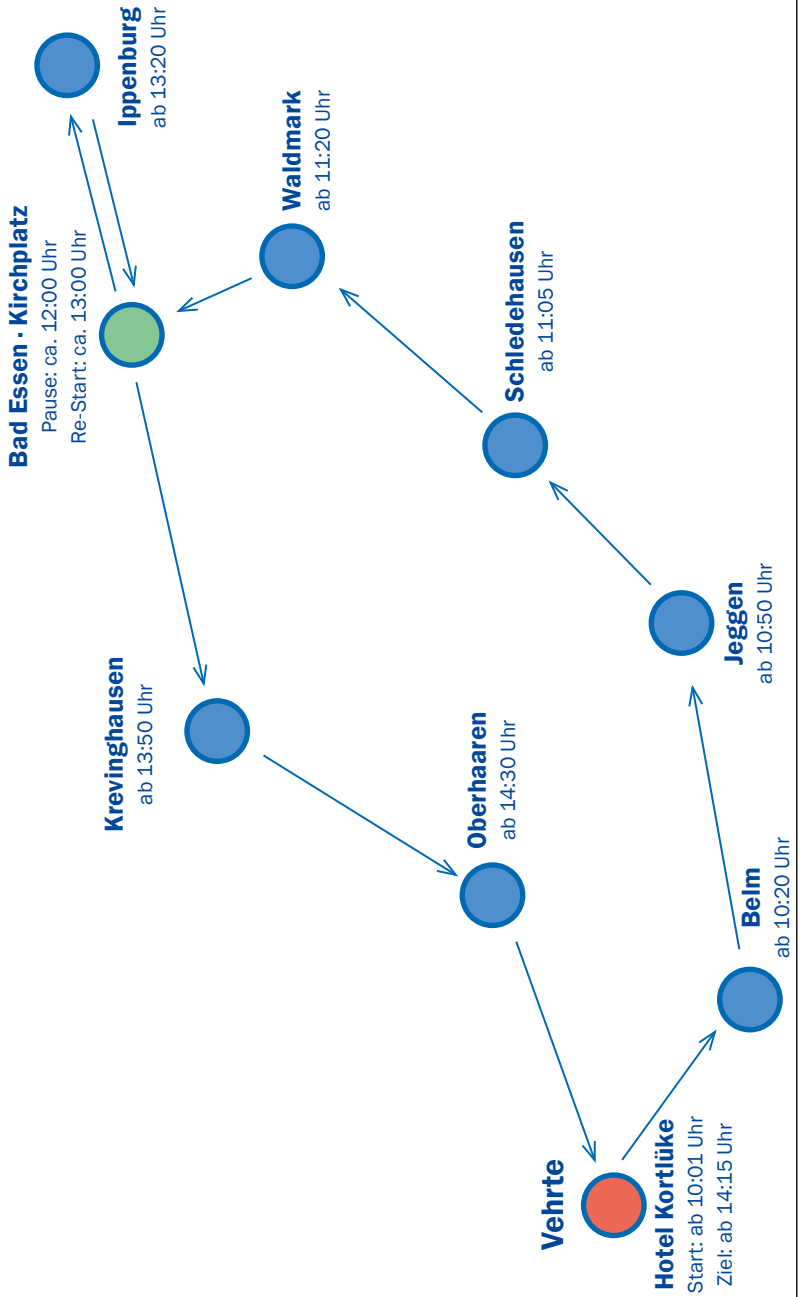 Vehrte
Hotel Kortlüke
Start: ab 10:01 Uhr
Ziel: ab 14:15 Uhr
Belm
ab 10:20 Uhr
Jeggen
ab 10:50 Uhr
Schledehausen
ab 11:05 Uhr
Waldmark
ab 11:20 Uhr
Bad Essen · Kirchplatz
Pause: ca. 12:00 Uhr
Re-Start: ca. 13:00 Uhr
Ippenburg
ab 13:20 Uhr
Krevinghausen
ab 13:50 Uhr
Oberhaaren
ab 14:30 Uhr